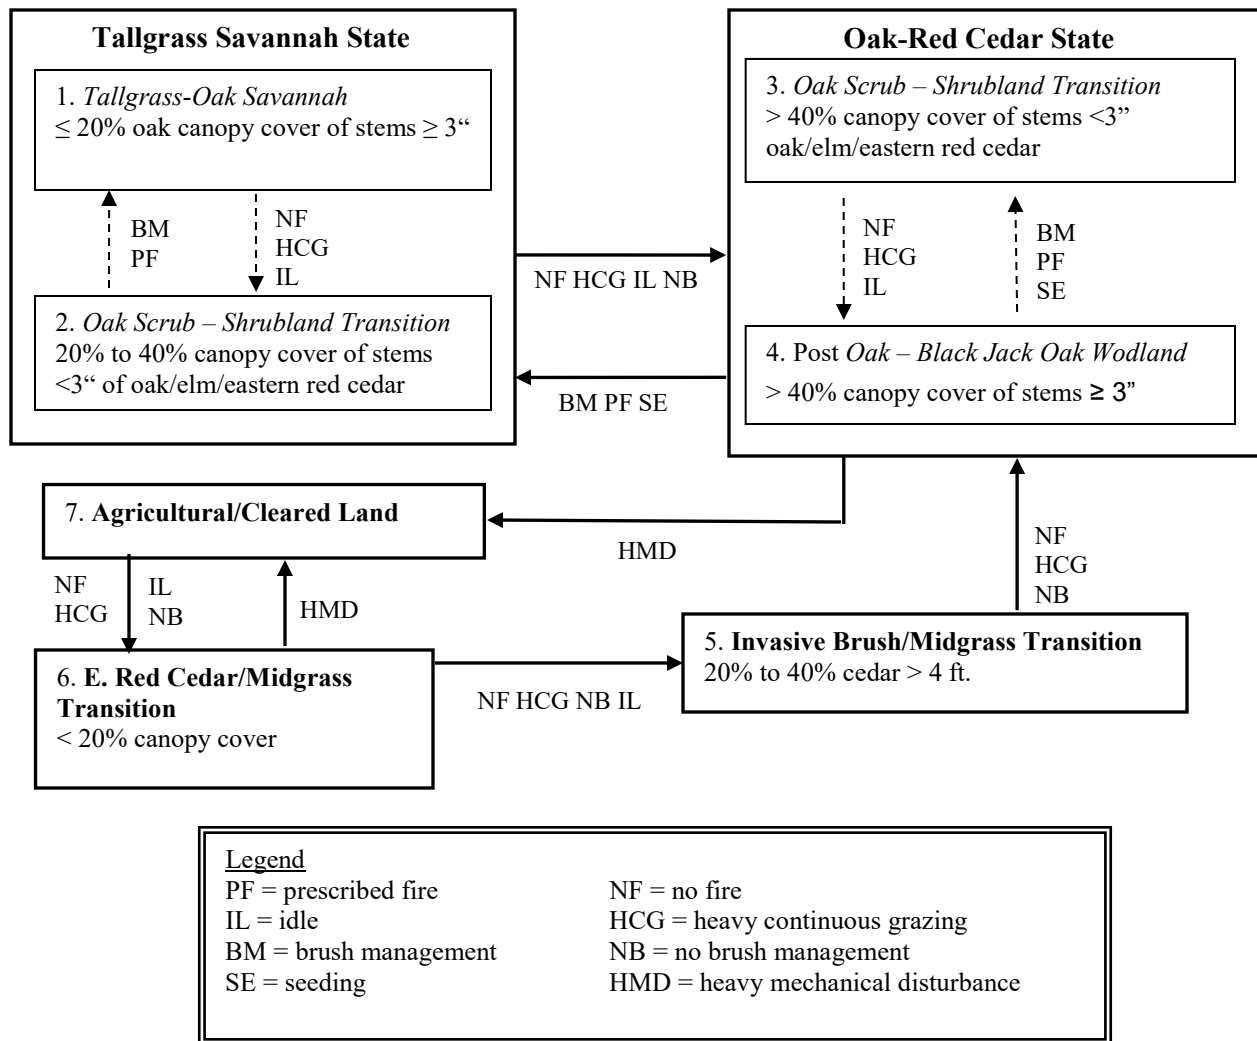 Tallgrass Savannah State
1. Tallgrass-Oak Savannah
≤ 20% oak canopy cover of stems ≥ 3“
BM
PF
NF
HCG
IL
2. Oak Scrub – Shrubland Transition
20% to 40% canopy cover of stems
<3“ of oak/elm/eastern red cedar
NF HCG IL NB
BM PF SE
Oak-Red Cedar State
3. Oak Scrub – Shrubland Transition
> 40% canopy cover of stems <3”
oak/elm/eastern red cedar
NF
HCG
IL
BM
PF
SE
4. Post Oak – Black Jack Oak Wodland
> 40% canopy cover of stems ≥ 3”
7. Agricultural/Cleared Land
HMD
NF
HCG
IL
NB
HMD
NF
HCG
NB
6. E. Red Cedar/Midgrass
Transition
< 20% canopy cover
NF HCG NB IL
5. Invasive Brush/Midgrass Transition
20% to 40% cedar > 4 ft.
Legend
PF = prescribed fire
NF = no fire
IL = idle
HCG = heavy continuous grazing
BM = brush management
NB = no brush management
SE = seeding
HMD = heavy mechanical disturbance